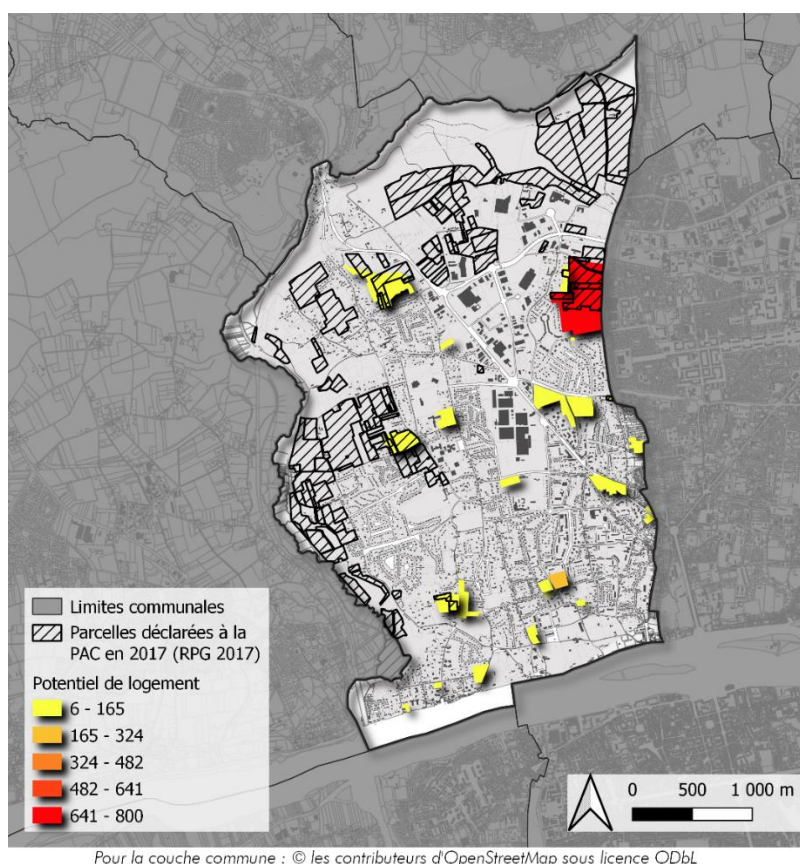 Limites communales
Parcelles déclarées à la
PAC en 2017 (RPG 2017)
Potentiel de logement
6 - 165
165 - 324
324 - 482
482 - 641
641 - 800
0 500 1 000 m
Pour la couche commune : © les contributeurs d'OpenStreetMap sous licence ODbL